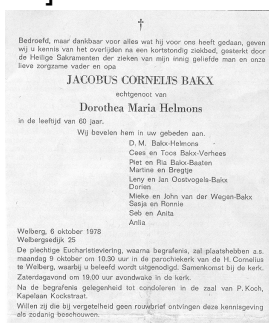 Bedroefd, maar dankbaar voor alles wat hij voor ons heeft gedaan, geven
wij u kennis van het overlijden na een kortstondig ziekbed, gesterkt door
de Heilige Sakramenten der zieken van mijn innig geliefde man en onze
lieve zorgzame vader en opa
JACOBUS CORNELIS BAKX
echtgenoot van
Dorothea Maria Helmons
in de leeftijd van 60 jaar.
Wij bevelen hem in uw gebeden aan.
D. M. Bakx-Helmons
Cees en Toos Bakx-Verhees
Piet en Ria Bakx-Baaten
Martine en Bregtje
Leny en Jan Oostvogels-Bakx
Dorien
Mieke en John van der Wegen-Bakx
Sasja en Ronnie
Seb en Anita
Anita
Welberg, 6 oktober 1978
Welbergsedijk 25
De plechtige Eucharistieviering, waarna begrafenis, zal plaatshebben a.s.
maandag 9 oktober om 10.30 uur in de parochiekerk van de H. Cornelius
te Welberg, waarbij u beleefd wordt uitgenodigd. Samenkomst bij de kerk.
Zaterdagavond om 19.00 uur avondwake in de kerk.
Na de begrafenis gelegenheid tot condoleren in de zaal van P. Koch,
Kapelaan Kockstraat.
Willen zij die bij vergetelheid geen rouwbrief ontvingen deze kennisgeving
als zodanig beschouwen.